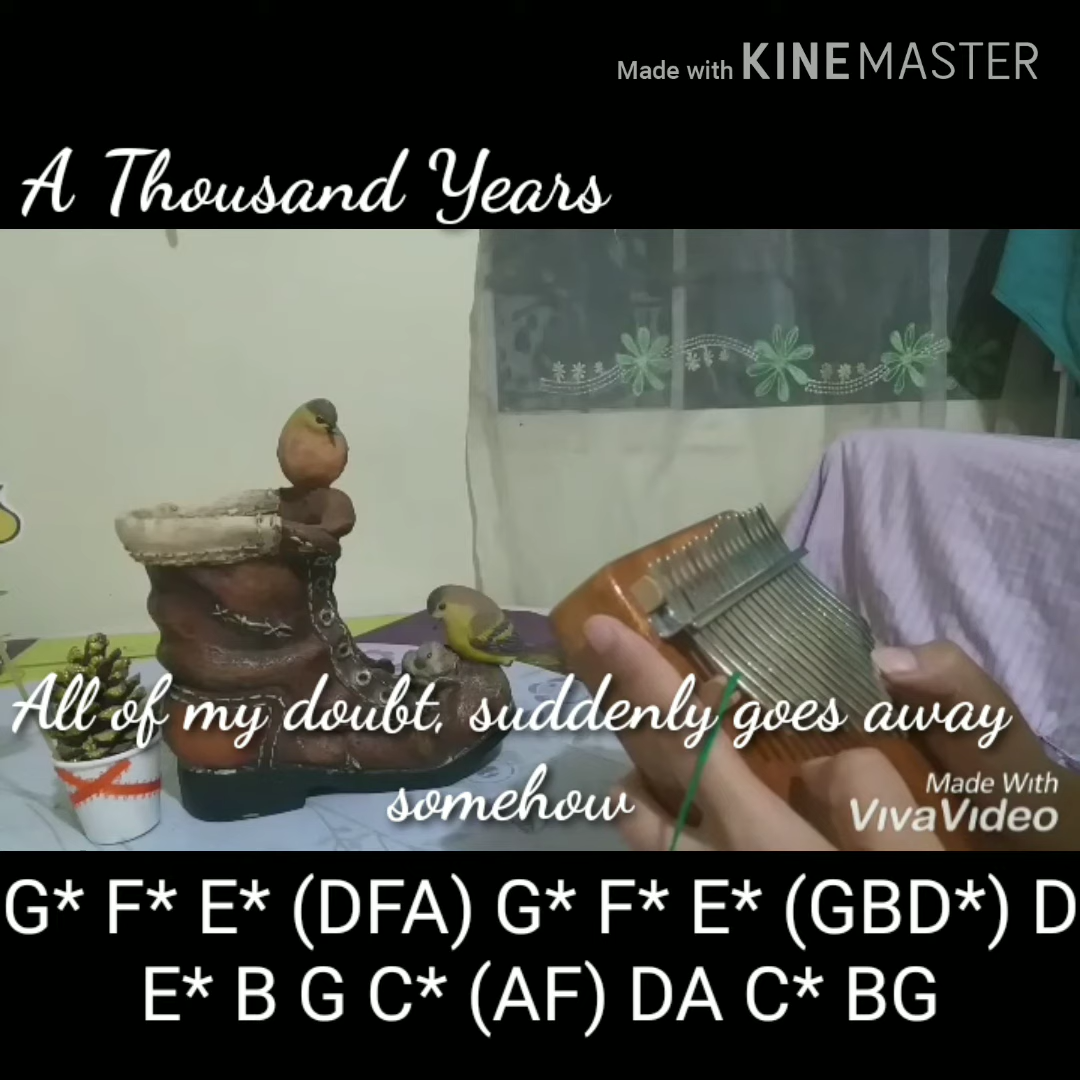 Made with KINEMASTER
A Thousand Years
All of my doubt, suddenly goes away
somehow
Made With
VivaVideo
G* F* E* (DFA) G* F* E* (GBD*) D
E* B G C* (AF) DA C* BG